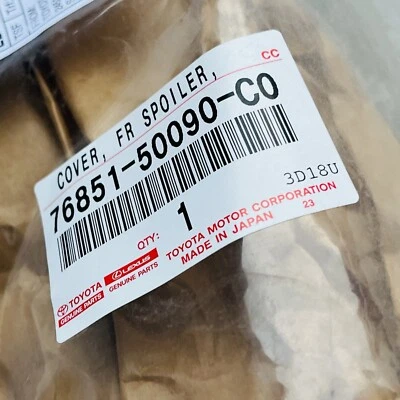 CC
COVER, FR SPOILER,
76851-50090-C0
QTY: 1
3D18U
TOYOTA MOTOR CORPORATION 23
MADE IN JAPAN
TOYOTA
GENUINE PARTS
LEXUS
GENUINE PARTS